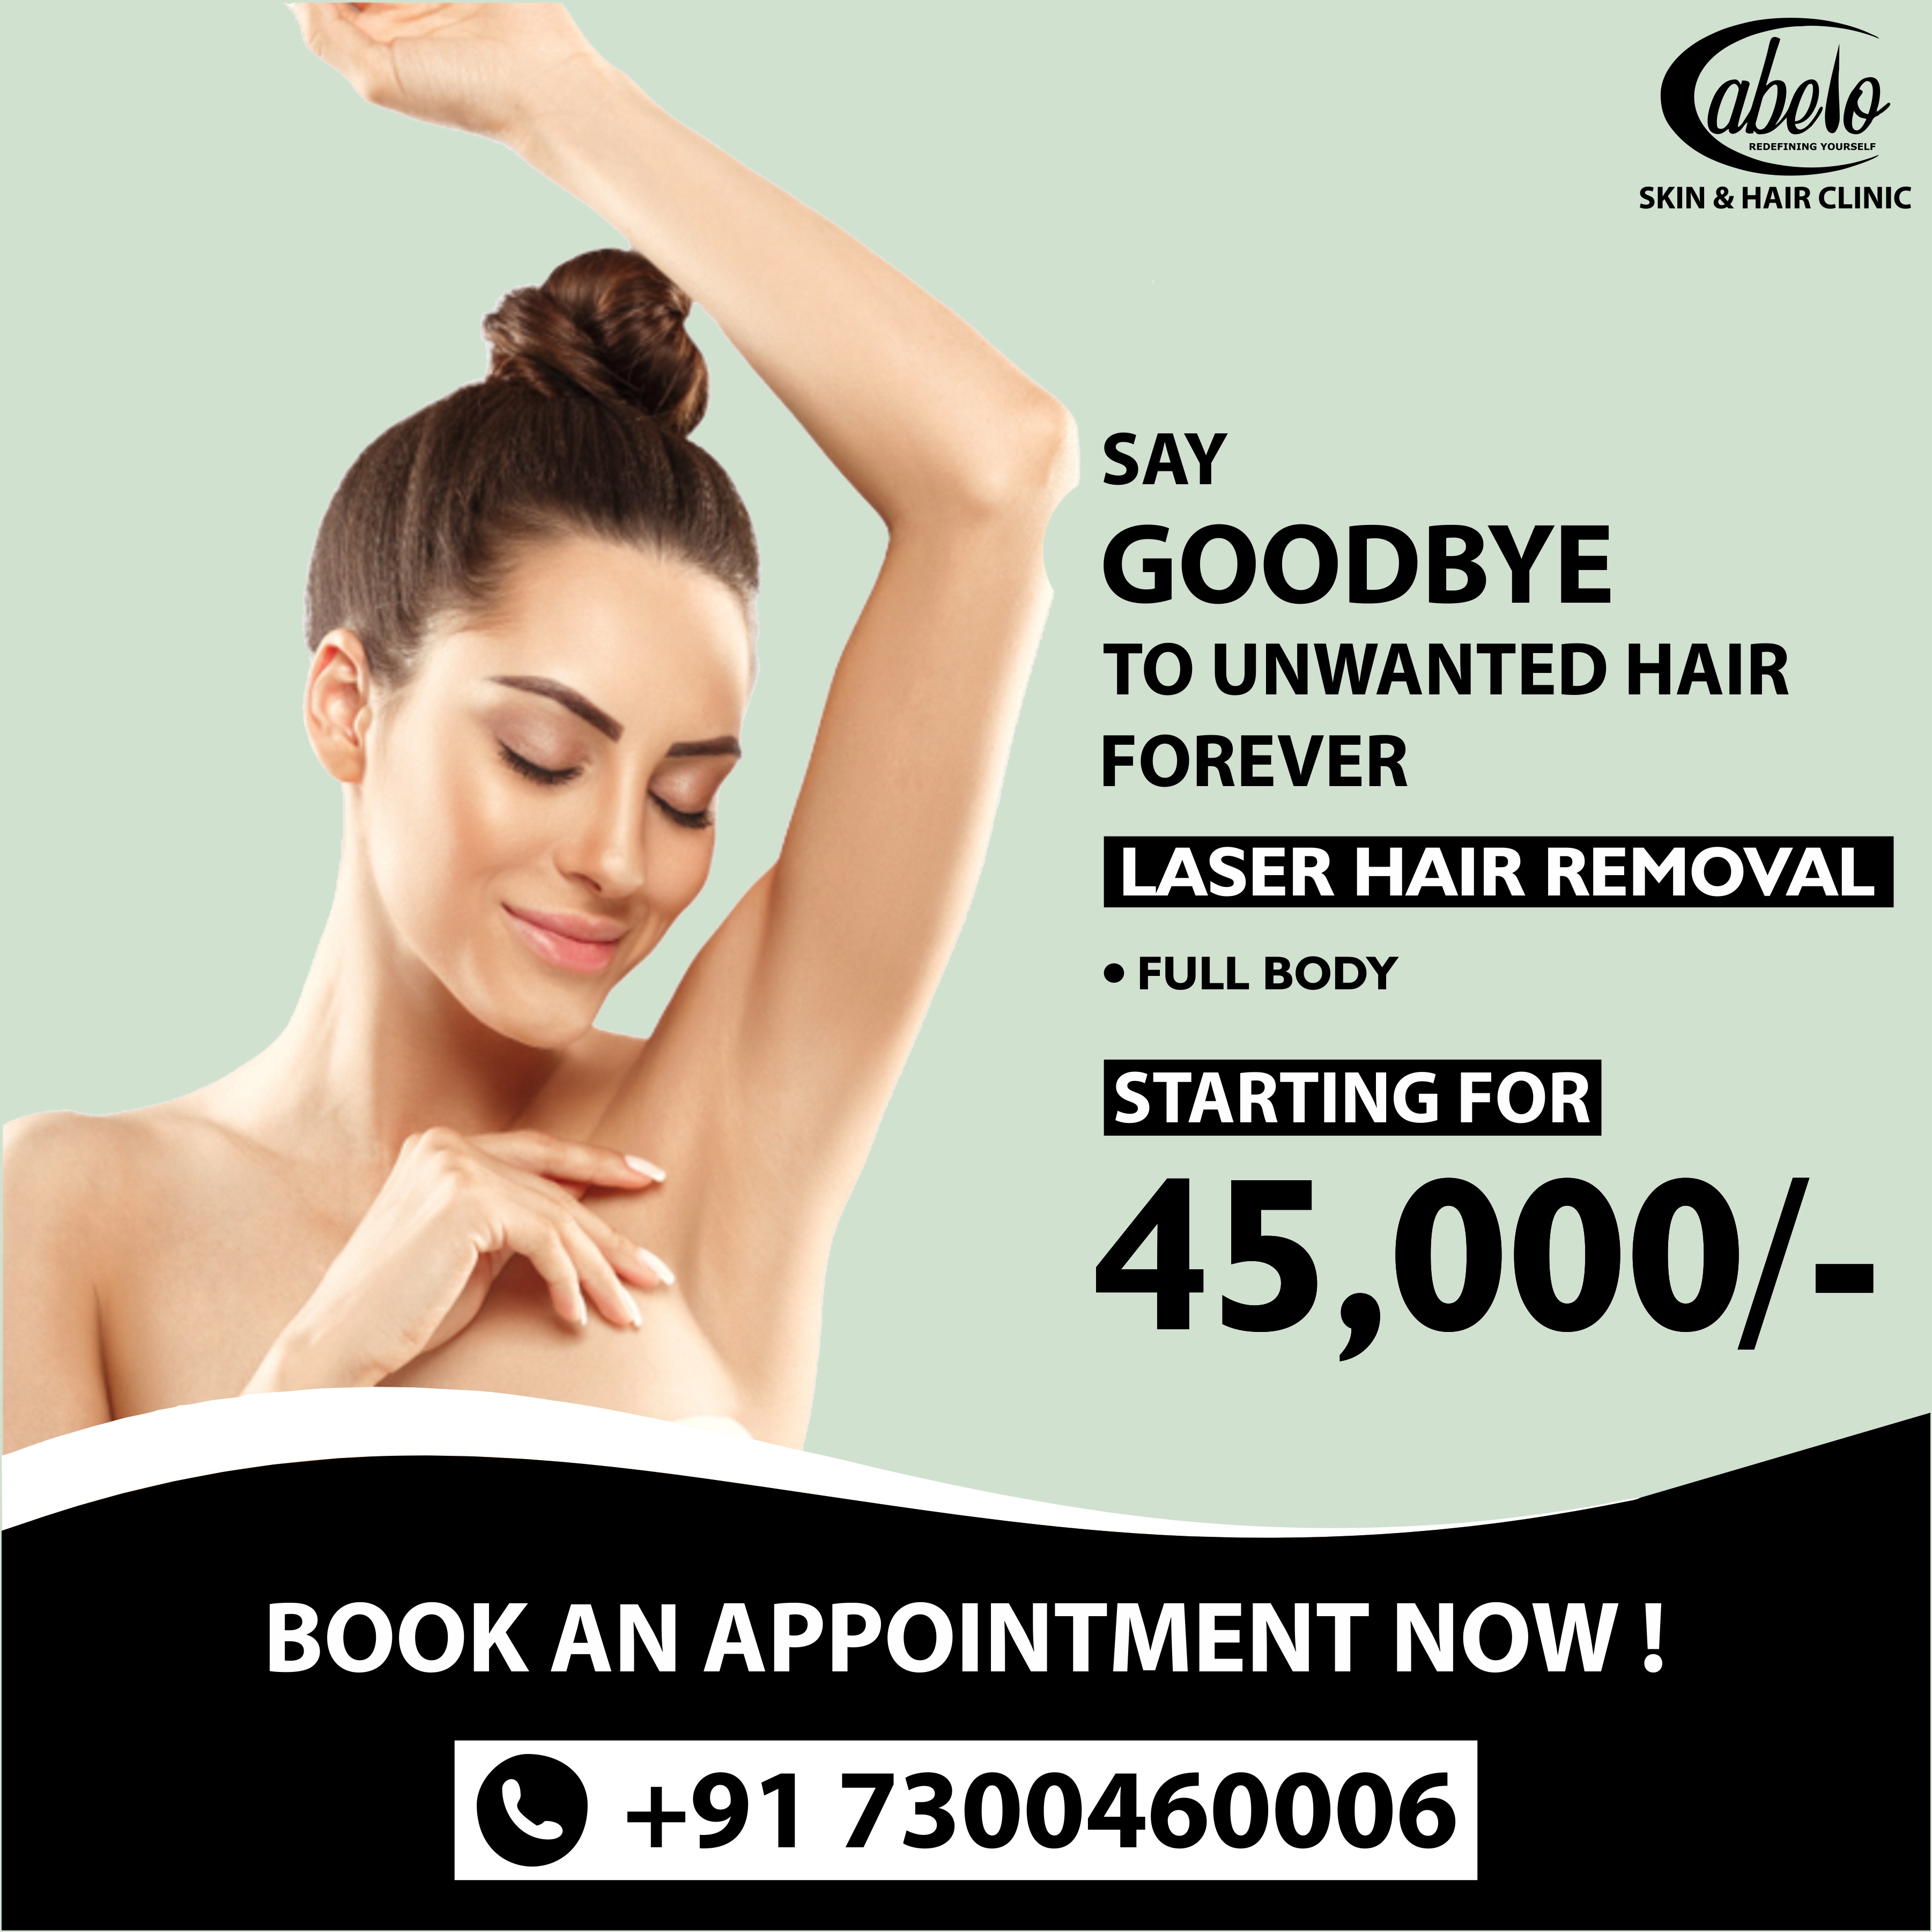 Cabelo
REDEFINING YOURSELF
SKIN & HAIR CLINIC
SAY
GOODBYE
TO UNWANTED HAIR
FOREVER
LASER HAIR REMOVAL
• FULL BODY
STARTING FOR
45,000/-
BOOK AN APPOINTMENT NOW !
+91 7300460006